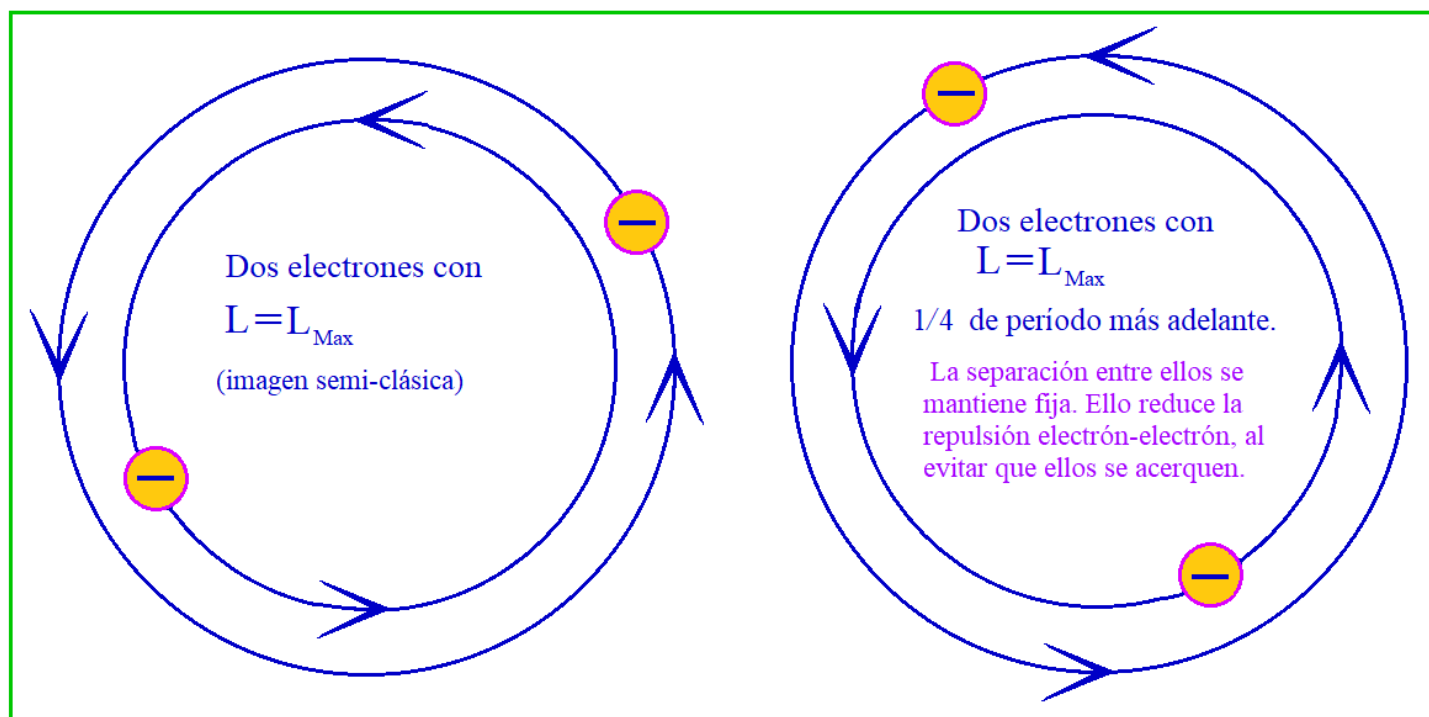 Dos electrones con
L=L_Max
(imagen semi-clásica)
Dos electrones con
L=L_Max
1/4 de período más adelante.
La separación entre ellos se
mantiene fija. Ello reduce la
repulsión electrón-electrón, al
evitar que ellos se acerquen.